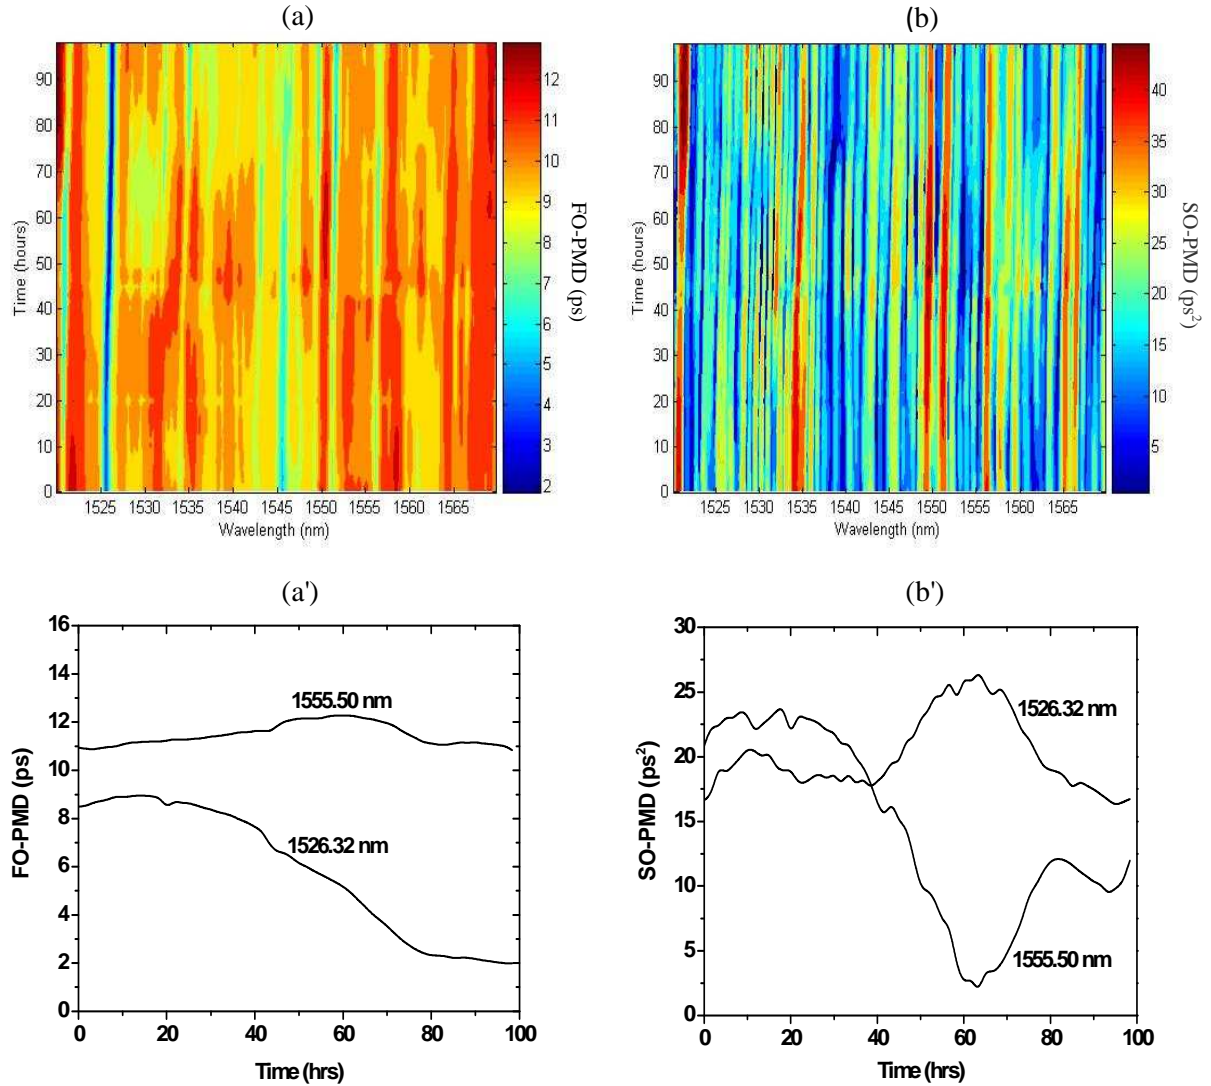 (a)
(b)
90
80
70
60
50
40
30
20
10
0
Time (hours)
1525 1530 1535 1540 1545 1550 1555 1560 1565
Wavelength (nm)
12
11
10
9
8
7
6
5
4
3
2
FO-PMD (ps)
90
80
70
60
50
40
30
20
10
0
Time (hours)
1525 1530 1535 1540 1545 1550 1555 1560 1565
Wavelength (nm)
40
35
30
25
20
15
10
5
SO-PMD (ps²)
(a')
(b')
16
14
12
10
8
6
4
2
0
FO-PMD (ps)
1555.50 nm
1526.32 nm
0 20 40 60 80 100
Time (hrs)
30
25
20
15
10
5
0
SO-PMD (ps²)
1526.32 nm
1555.50 nm
0 20 40 60 80 100
Time (hrs)